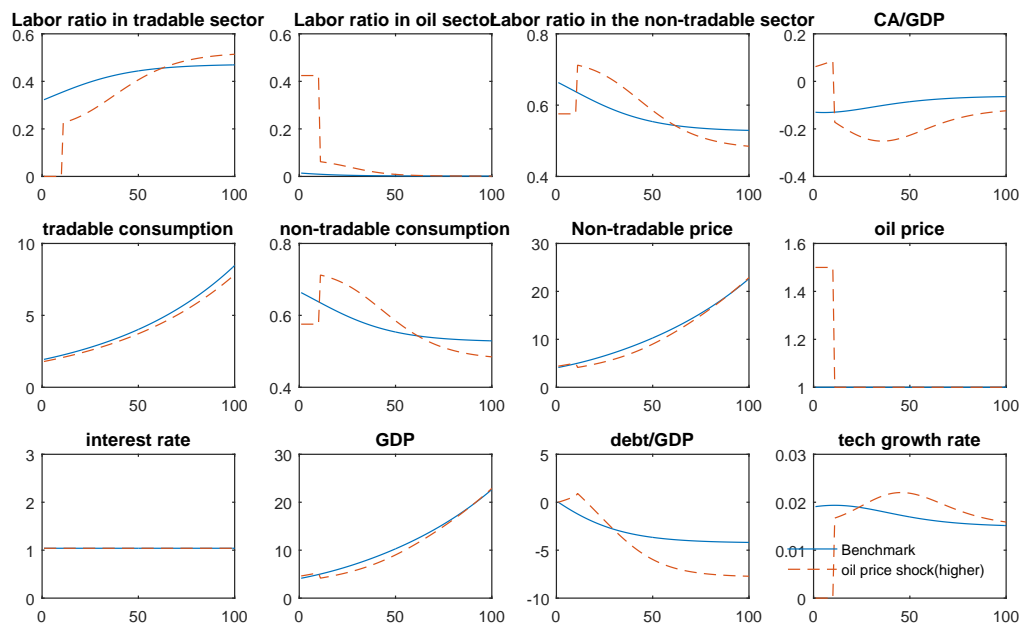 Labor ratio in tradable sector
Labor ratio in oil sector
Labor ratio in the non-tradable sector
CA/GDP
0.6
0.4
0.2
0
0 50 100
0.6
0.4
0.2
0
0 50 100
0.8
0.6
0.4
0 50 100
0.2
0
-0.2
-0.4
0 50 100
tradable consumption
non-tradable consumption
Non-tradable price
oil price
10
5
0
0 50 100
0.8
0.6
0.4
0 50 100
30
20
10
0
0 50 100
1.6
1.4
1.2
1
0 50 100
interest rate
GDP
debt/GDP
tech growth rate
3
2
1
0
0 50 100
30
20
10
0
0 50 100
5
0
-5
-10
0 50 100
0.03
0.02
0.01
0
0 50 100
Benchmark
oil price shock(higher)